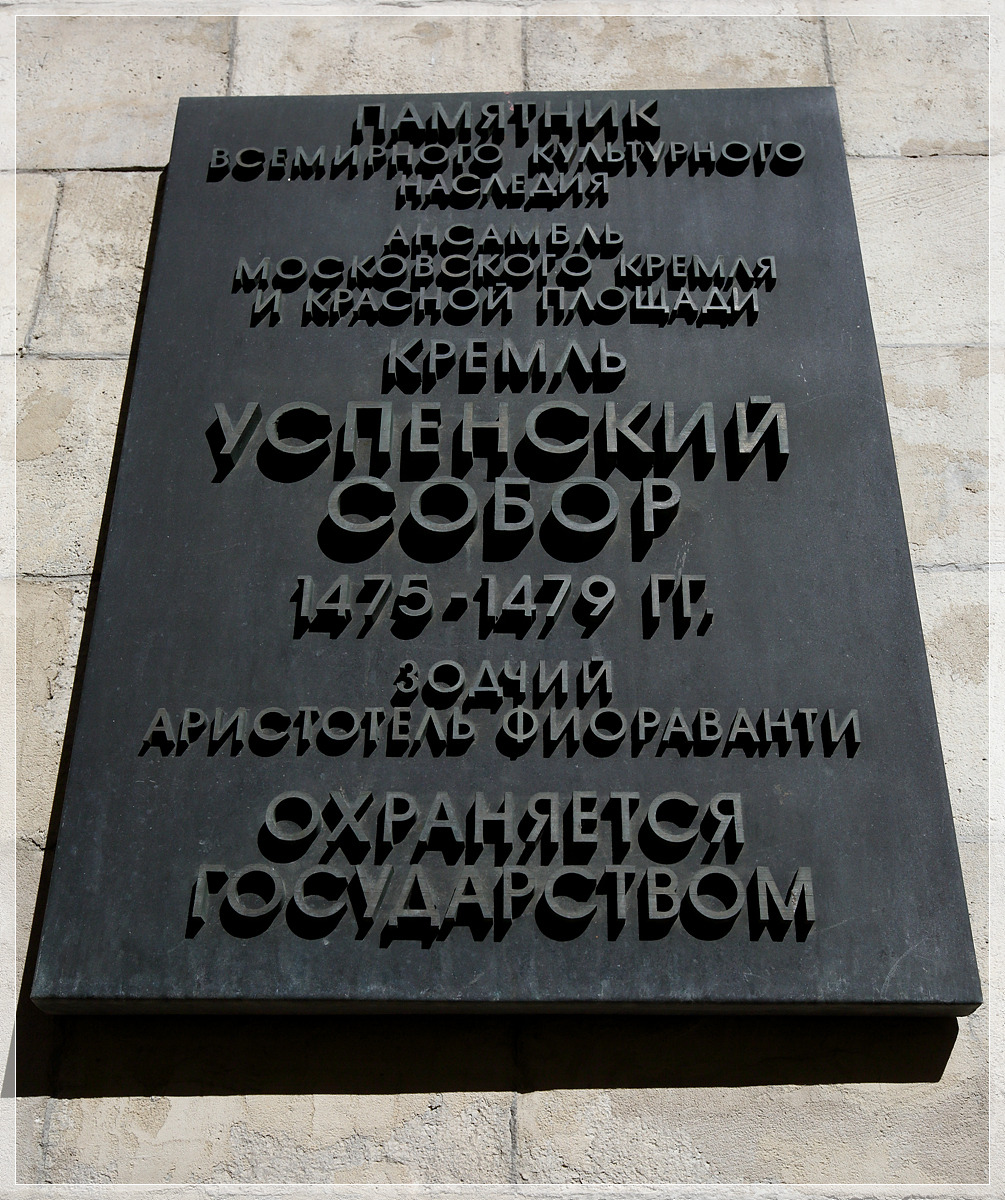 ПАМЯТНИК
ВСЕМИРНОГО КУЛЬТУРНОГО
НАСЛЕДИЯ
АНСАМБЛЬ
МОСКОВСКОГО КРЕМЛЯ
И КРАСНОЙ ПЛОЩАДИ
КРЕМЛЬ
УСПЕНСКИЙ
СОБОР
1475-1479 ГГ.
ЗОДЧИЙ
АРИСТОТЕЛЬ ФИОРАВАНТИ
ОХРАНЯЕТСЯ
ГОСУДАРСТВОМ